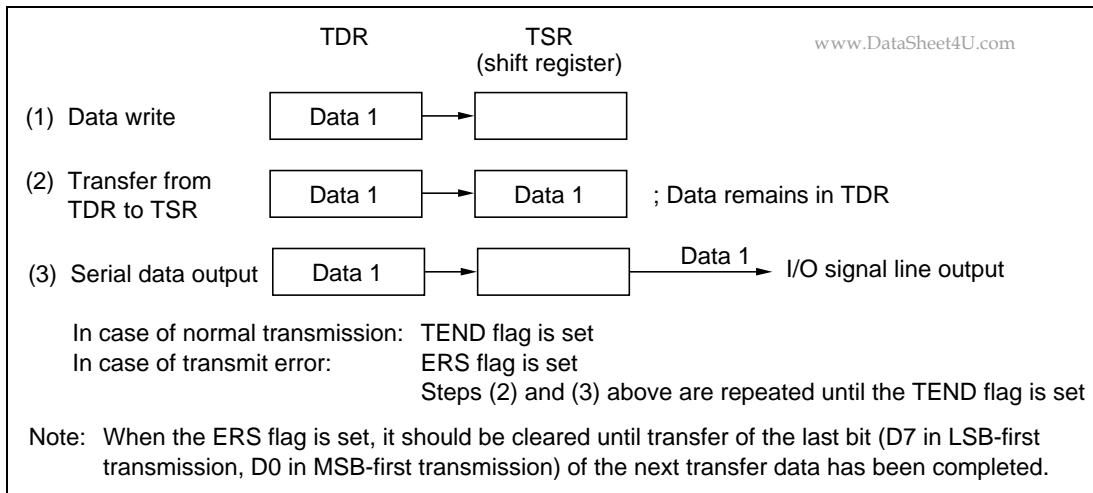 TDR TSR
(shift register)
www.DataSheet4U.com
(1) Data write Data 1
(2) Transfer from
TDR to TSR Data 1 Data 1 ; Data remains in TDR
(3) Serial data output Data 1 Data 1 I/O signal line output
In case of normal transmission: TEND flag is set
In case of transmit error: ERS flag is set
Steps (2) and (3) above are repeated until the TEND flag is set
Note: When the ERS flag is set, it should be cleared until transfer of the last bit (D7 in LSB-first
transmission, D0 in MSB-first transmission) of the next transfer data has been completed.